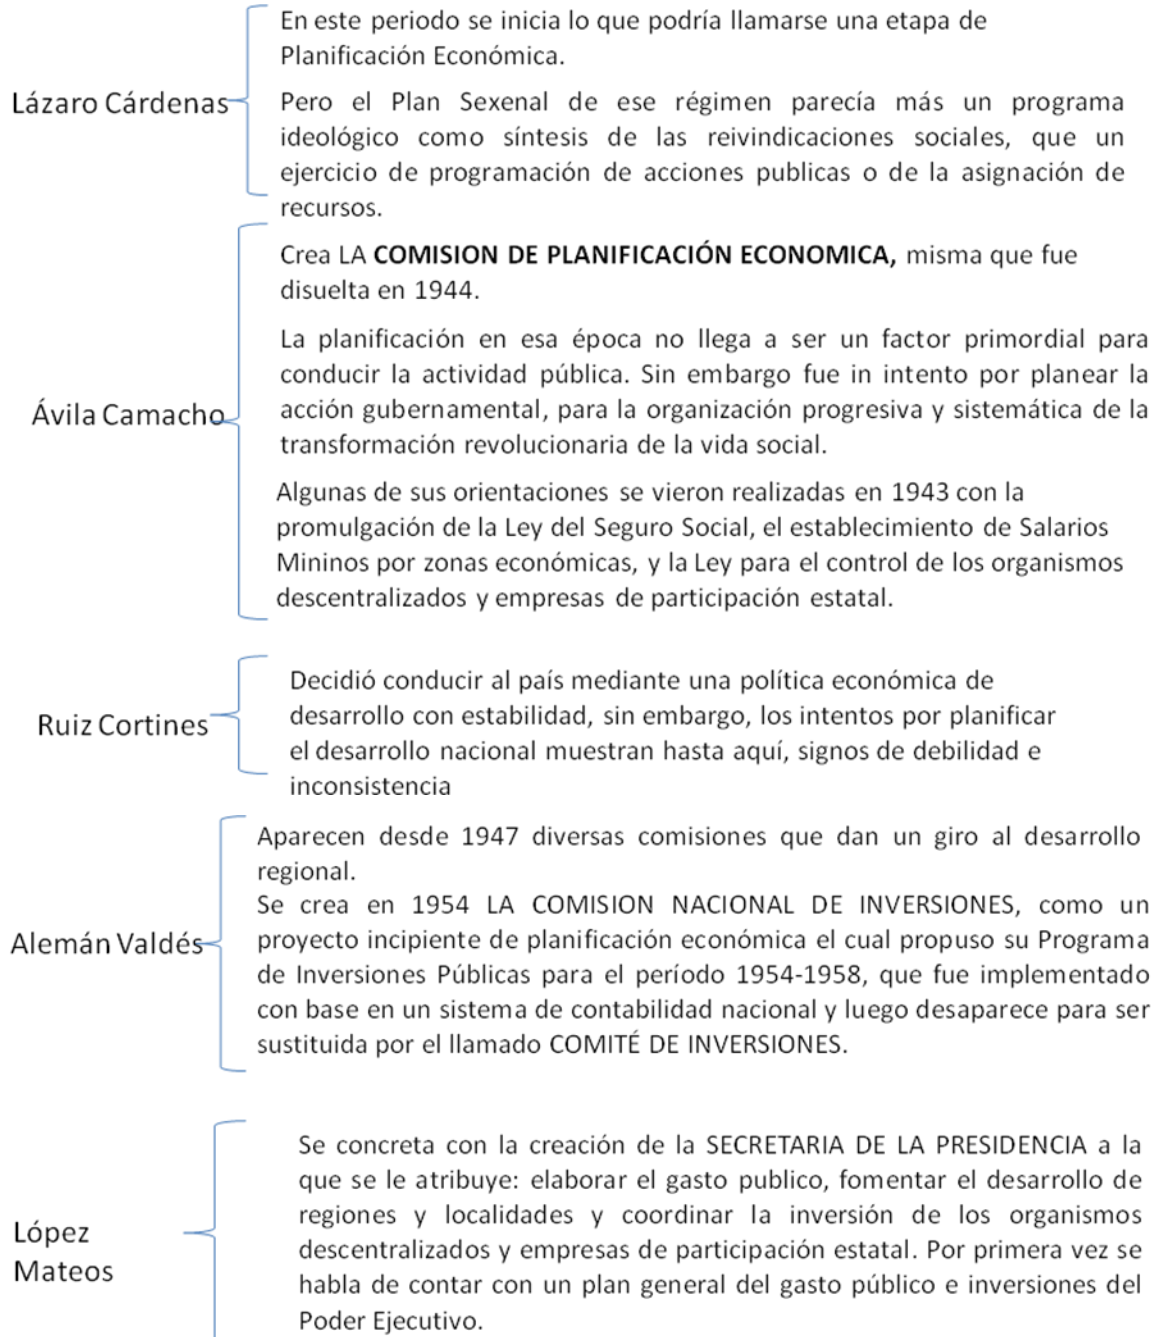 En este periodo se inicia lo que podría llamarse una etapa de
Planificación Económica.
Lázaro Cárdenas
Pero el Plan Sexenal de ese régimen parecía más un programa
ideológico como síntesis de las reivindicaciones sociales, que un
ejercicio de programación de acciones publicas o de la asignación de
recursos.
Crea LA COMISION DE PLANIFICACIÓN ECONOMICA, misma que fue
disuelta en 1944.
La planificación en esa época no llega a ser un factor primordial para
conducir la actividad pública. Sin embargo fue in intento por planear la
Ávila Camacho
acción gubernamental, para la organización progresiva y sistemática de la
transformación revolucionaria de la vida social.
Algunas de sus orientaciones se vieron realizadas en 1943 con la
promulgación de la Ley del Seguro Social, el establecimiento de Salarios
Mininos por zonas económicas, y la Ley para el control de los organismos
descentralizados y empresas de participación estatal.
Ruiz Cortines
Decidió conducir al país mediante una política económica de
desarrollo con estabilidad, sin embargo, los intentos por planificar
el desarrollo nacional muestran hasta aquí, signos de debilidad e
inconsistencia
Alemán Valdés
Aparecen desde 1947 diversas comisiones que dan un giro al desarrollo
regional.
Se crea en 1954 LA COMISION NACIONAL DE INVERSIONES, como un
proyecto incipiente de planificación económica el cual propuso su Programa
de Inversiones Públicas para el período 1954-1958, que fue implementado
con base en un sistema de contabilidad nacional y luego desaparece para ser
sustituida por el llamado COMITÉ DE INVERSIONES.
López
Mateos
Se concreta con la creación de la SECRETARIA DE LA PRESIDENCIA a la
que se le atribuye: elaborar el gasto publico, fomentar el desarrollo de
regiones y localidades y coordinar la inversión de los organismos
descentralizados y empresas de participación estatal. Por primera vez se
habla de contar con un plan general del gasto público e inversiones del
Poder Ejecutivo.